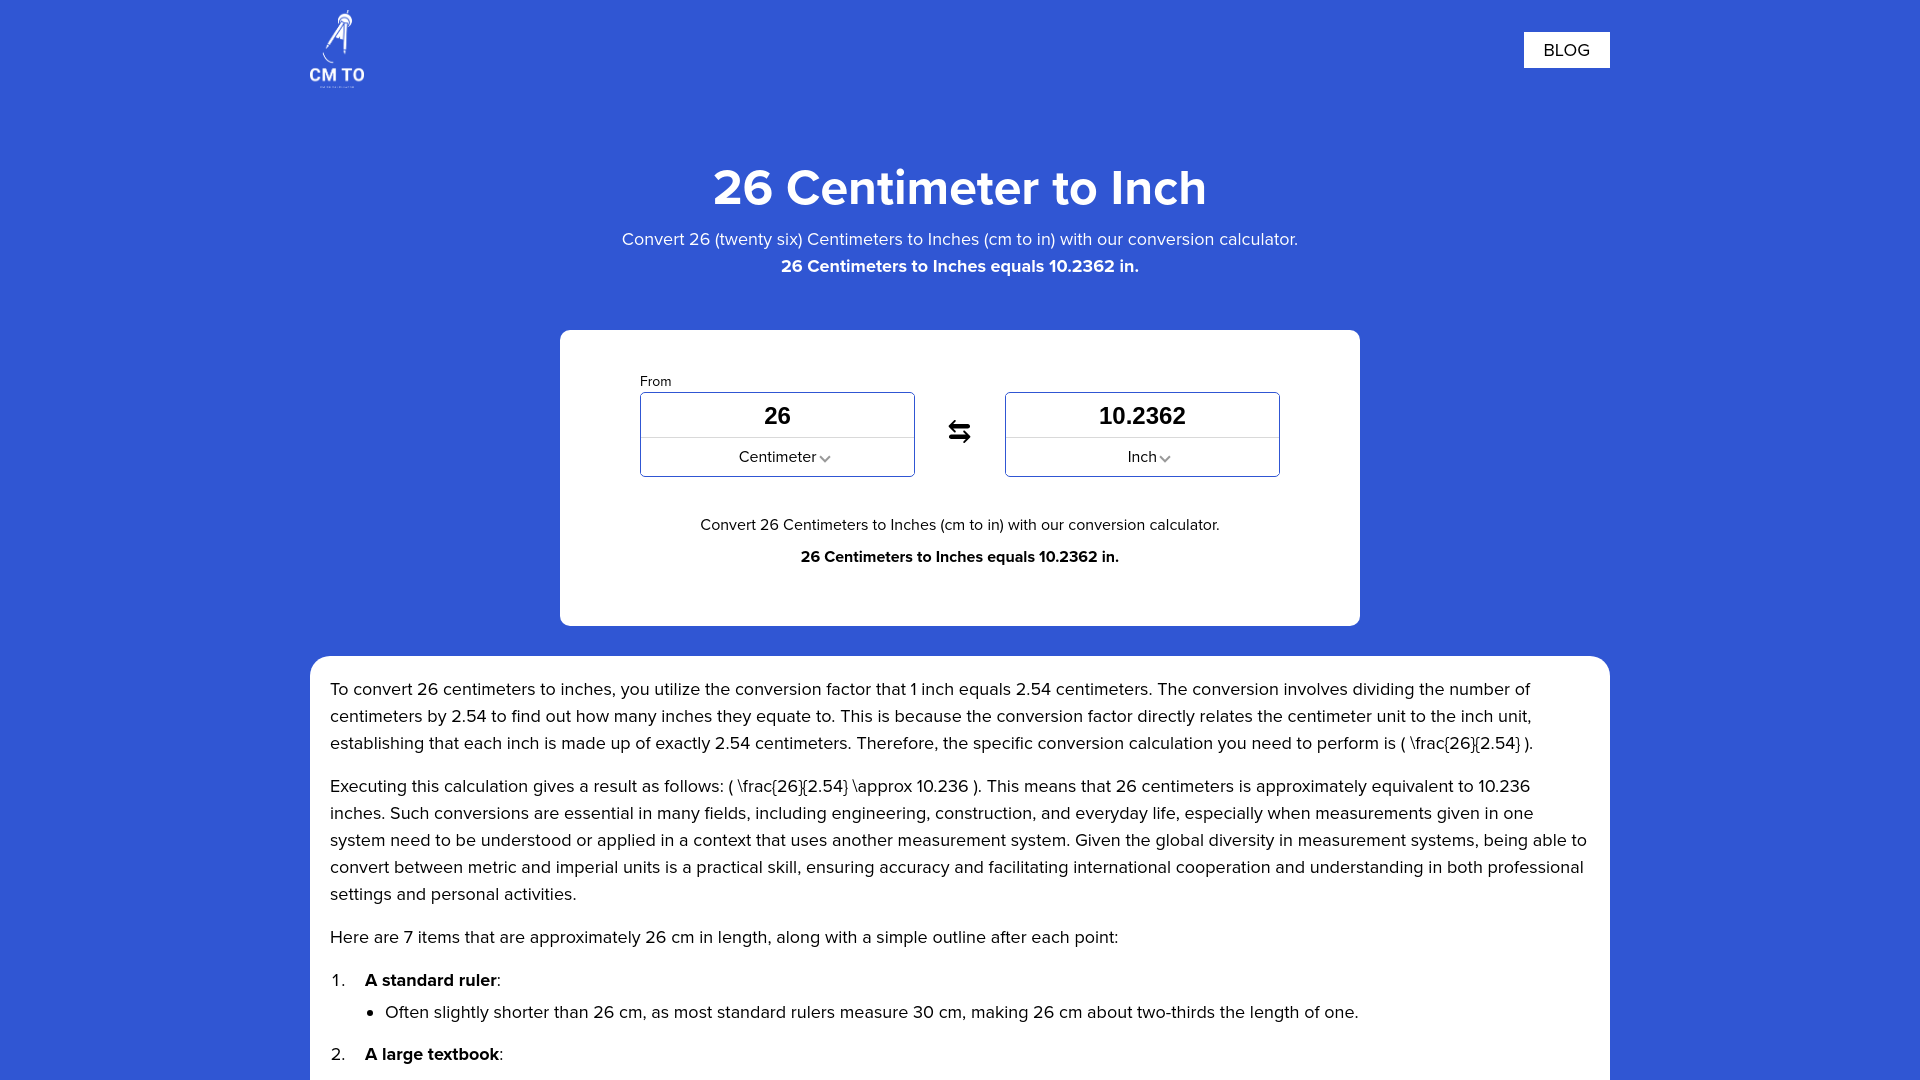 CM TO
BLOG
26 Centimeter to Inch
Convert 26 (twenty six) Centimeters to Inches (cm to in) with our conversion calculator.
26 Centimeters to Inches equals 10.2362 in.
From
26
10.2362
Centimeter
Inch
Convert 26 Centimeters to Inches (cm to in) with our conversion calculator.
26 Centimeters to Inches equals 10.2362 in.
To convert 26 centimeters to inches, you utilize the conversion factor that 1 inch equals 2.54 centimeters. The conversion involves dividing the number of
centimeters by 2.54 to find out how many inches they equate to. This is because the conversion factor directly relates the centimeter unit to the inch unit,
establishing that each inch is made up of exactly 2.54 centimeters. Therefore, the specific conversion calculation you need to perform is ( \frac{26}{2.54} ).
Executing this calculation gives a result as follows: ( \frac{26}{2.54} \approx 10.236 ). This means that 26 centimeters is approximately equivalent to 10.236
inches. Such conversions are essential in many fields, including engineering, construction, and everyday life, especially when measurements given in one
system need to be understood or applied in a context that uses another measurement system. Given the global diversity in measurement systems, being able to
convert between metric and imperial units is a practical skill, ensuring accuracy and facilitating international cooperation and understanding in both professional
settings and personal activities.
Here are 7 items that are approximately 26 cm in length, along with a simple outline after each point:
1. A standard ruler:
• Often slightly shorter than 26 cm, as most standard rulers measure 30 cm, making 26 cm about two-thirds the length of one.
2. A large textbook: